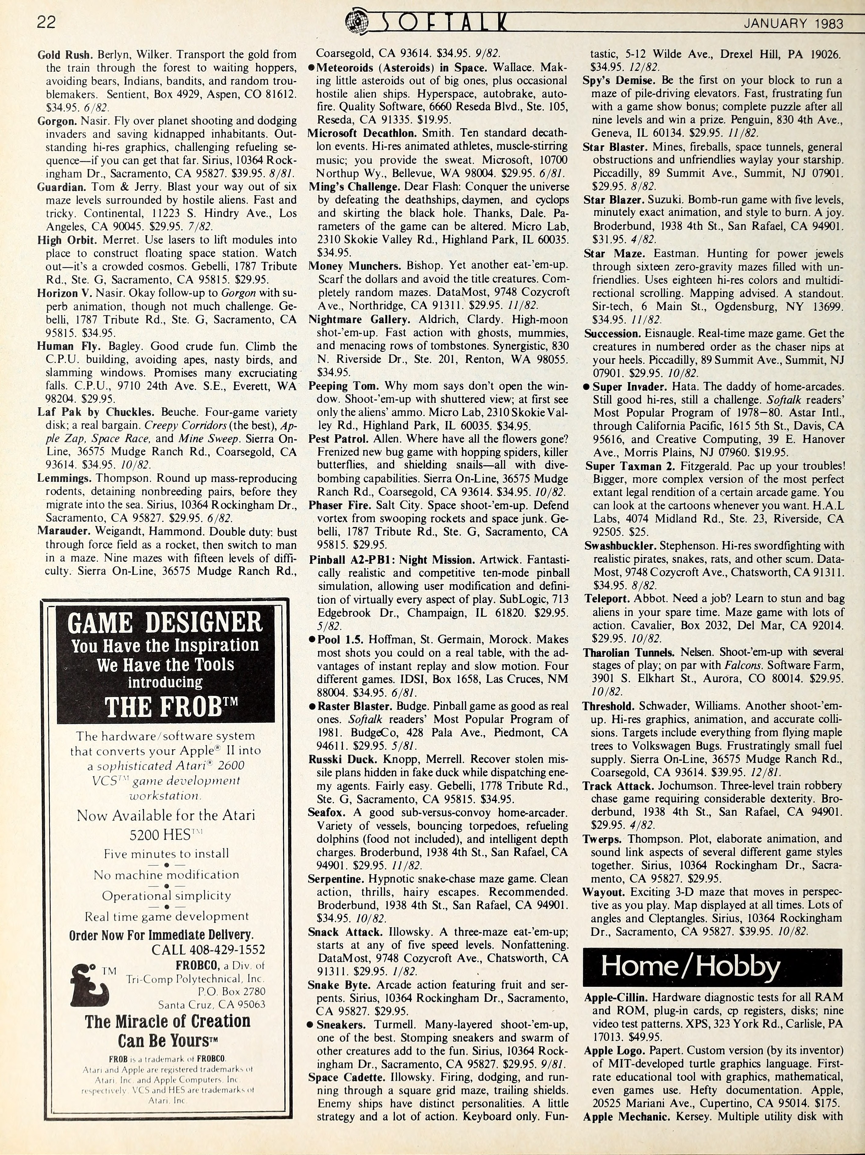 22
SOFTALK
JANUARY 1983
Gold Rush. Berlyn, Wilker. Transport the gold from
the train through the forest to waiting hoppers,
avoiding bears, Indians, bandits, and random trou-
blemakers. Sentient, Box 4929, Aspen, CO 81612.
$34.95. 6/82.
Gorgon. Nasir. Fly over planet shooting and dodging
invaders and saving kidnapped inhabitants. Out-
standing hi-res graphics, challenging refueling se-
quence—if you can get that far. Sirius, 10364 Rock-
ingham Dr., Sacramento, CA 95827. $39.95. 8/81.
Guardian. Tom & Jerry. Blast your way out of six
maze levels surrounded by hostile aliens. Fast and
tricky. Continental, 11223 S. Hindry Ave., Los
Angeles, CA 90045. $29.95. 7/82.
High Orbit. Merret. Use lasers to lift modules into
place to construct floating space station. Watch
out—it's a crowded cosmos. Gebelli, 1787 Tribute
Rd., Ste. G, Sacramento, CA 95815. $29.95.
Horizon V. Nasir. Okay follow-up to Gorgon with su-
perb animation, though not much challenge. Ge-
belli, 1787 Tribute Rd., Ste. G, Sacramento, CA
95815. $34.95.
Human Fly. Bagley. Good crude fun. Climb the
C.P.U. building, avoiding apes, nasty birds, and
slamming windows. Promises many excruciating
falls. C.P.U., 9710 24th Ave. S.E., Everett, WA
98204. $29.95.
Laf Pak by Chuckles. Beuche. Four-game variety
disk; a real bargain. Creepy Corridors (the best), Ap-
ple Zap, Space Race, and Mine Sweep. Sierra On-
Line, 36575 Mudge Ranch Rd., Coarsegold, CA
93614. $34.95. 10/82.
Lemmings. Thompson. Round up mass-reproducing
rodents, detaining nonbreeding pairs, before they
migrate into the sea. Sirius, 10364 Rockingham Dr.,
Sacramento, CA 95827. $29.95. 6/82.
Marauder. Weigandt, Hammond. Double duty: bust
through force field as a rocket, then switch to man
in a maze. Nine mazes with fifteen levels of diffi-
culty. Sierra On-Line, 36575 Mudge Ranch Rd.,
GAME DESIGNER
You Have the Inspiration
We Have the Tools
introducing
THE FROB™
The hardware/software system
that converts your Apple® II into
a sophisticated Atari® 2600
VCS™ game development
workstation.
Now Available for the Atari
5200 HES™
Five minutes to install
No machine modification
Operational simplicity
Real time game development
Order Now For Immediate Delivery.
CALL 408-429-1552
TM
FROBCO, a Div. of
Tri-Comp Polytechnical, Inc.
P.O. Box 2780
Santa Cruz, CA 95063
The Miracle of Creation
Can Be Yours™
FROB is a trademark of FROBCO.
Atari and Apple are registered trademarks of
Atari, Inc. and Apple Computers, Inc.
respectively. VCS and HES are trademarks of
Atari, Inc.
Coarsegold, CA 93614. $34.95. 9/82.
●Meteoroids (Asteroids) in Space. Wallace. Mak-
ing little asteroids out of big ones, plus occasional
hostile alien ships. Hyperspace, autobrake, auto-
fire. Quality Software, 6660 Reseda Blvd., Ste. 105,
Reseda, CA 91335. $19.95.
Microsoft Decathlon. Smith. Ten standard decath-
lon events. Hi-res animated athletes, muscle-stirring
music; you provide the sweat. Microsoft, 10700
Northup Wy., Bellevue, WA 98004. $29.95. 6/81.
Ming's Challenge. Dear Flash: Conquer the universe
by defeating the deathships, daymen, and cyclops
and skirting the black hole. Thanks, Dale. Pa-
rameters of the game can be altered. Micro Lab,
2310 Skokie Valley Rd., Highland Park, IL 60035.
$34.95.
Money Munchers. Bishop. Yet another eat-'em-up.
Scarf the dollars and avoid the title creatures. Com-
pletely random mazes. DataMost, 9748 Cozycroft
Ave., Northridge, CA 91311. $29.95. 11/82.
Nightmare Gallery. Aldrich, Clardy. High-moon
shot-'em-up. Fast action with ghosts, mummies,
and menacing rows of tombstones. Synergistic, 830
N. Riverside Dr., Ste. 201, Renton, WA 98055.
$34.95.
Peeping Tom. Why mom says don't open the win-
dow. Shoot-'em-up with shuttered view; at first see
only the aliens' ammo. Micro Lab, 2310 Skokie Val-
ley Rd., Highland Park, IL 60035. $34.95.
Pest Patrol. Allen. Where have all the flowers gone?
Frenized new bug game with hopping spiders, killer
butterflies, and shielding snails—all with dive-
bombing capabilities. Sierra On-Line, 36575 Mudge
Ranch Rd., Coarsegold, CA 93614. $34.95. 10/82.
Phaser Fire. Salt City. Space shoot-'em-up. Defend
vortex from swooping rockets and space junk. Ge-
belli, 1787 Tribute Rd., Ste. G, Sacramento, CA
95815. $29.95.
Pinball A2-PB1: Night Mission. Artwick. Fantasti-
cally realistic and competitive ten-mode pinball
simulation, allowing user modification and defini-
tion of virtually every aspect of play. SubLogic, 713
Edgebrook Dr., Champaign, IL 61820. $29.95.
5/82.
●Pool 1.5. Hoffman, St. Germain, Morock. Makes
most shots you could on a real table, with the ad-
vantages of instant replay and slow motion. Four
different games. IDSI, Box 1658, Las Cruces, NM
88004. $34.95. 6/81.
●Raster Blaster. Budge. Pinball game as good as real
ones. Softalk readers' Most Popular Program of
1981. BudgeCo, 428 Pala Ave., Piedmont, CA
94611. $29.95. 5/81.
Russki Duck. Knopp, Merrell. Recover stolen mis-
sile plans hidden in fake duck while dispatching ene-
my agents. Fairly easy. Gebelli, 1778 Tribute Rd.,
Ste. G, Sacramento, CA 95815. $34.95.
Seafox. A good sub-versus-convoy home-arcader.
Variety of vessels, bouncing torpedoes, refueling
dolphins (food not included), and intelligent depth
charges. Broderbund, 1938 4th St., San Rafael, CA
94901. $29.95. 11/82.
Serpentine. Hypnotic snake-chase maze game. Clean
action, thrills, hairy escapes. Recommended.
Broderbund, 1938 4th St., San Rafael, CA 94901.
$34.95. 10/82.
Snack Attack. Illowsky. A three-maze eat-'em-up;
starts at any of five speed levels. Nonfattening.
DataMost, 9748 Cozycroft Ave., Chatsworth, CA
91311. $29.95. 1/82.
Snake Byte. Arcade action featuring fruit and ser-
pents. Sirius, 10364 Rockingham Dr., Sacramento,
CA 95827. $29.95.
● Sneakers. Turmell. Many-layered shoot-'em-up,
one of the best. Stomping sneakers and swarm of
other creatures add to the fun. Sirius, 10364 Rock-
ingham Dr., Sacramento, CA 95827. $29.95. 9/81.
Space Cadette. Illowsky. Firing, dodging, and run-
ning through a square grid maze, trailing shields.
Enemy ships have distinct personalities. A little
strategy and a lot of action. Keyboard only. Fun-
tastic, 5-12 Wilde Ave., Drexel Hill, PA 19026.
$34.95. 12/82.
Spy's Demise. Be the first on your block to run a
maze of pile-driving elevators. Fast, frustrating fun
with a game show bonus; complete puzzle after all
nine levels and win a prize. Penguin, 830 4th Ave.,
Geneva, IL 60134. $29.95. 11/82.
Star Blaster. Mines, fireballs, space tunnels, general
obstructions and unfriendlies waylay your starship.
Piccadilly, 89 Summit Ave., Summit, NJ 07901.
$29.95. 8/82.
Star Blazer. Suzuki. Bomb-run game with five levels,
minutely exact animation, and style to burn. A joy.
Broderbund, 1938 4th St., San Rafael, CA 94901.
$31.95. 4/82.
Star Maze. Eastman. Hunting for power jewels
through sixteen zero-gravity mazes filled with un-
friendlies. Uses eighteen hi-res colors and multidi-
rectional scrolling. Mapping advised. A standout.
Sir-tech, 6 Main St., Ogdensburg, NY 13699.
$34.95. 11/82.
Succession. Eisnaugle. Real-time maze game. Get the
creatures in numbered order as the chaser nips at
your heels. Piccadilly, 89 Summit Ave., Summit, NJ
07901. $29.95. 10/82.
● Super Invader. Hata. The daddy of home-arcades.
Still good hi-res, still a challenge. Softalk readers'
Most Popular Program of 1978–80. Astar Intl.,
through California Pacific, 1615 5th St., Davis, CA
95616, and Creative Computing, 39 E. Hanover
Ave., Morris Plains, NJ 07960. $19.95.
Super Taxman 2. Fitzgerald. Pac up your troubles!
Bigger, more complex version of the most perfect
extant legal rendition of a certain arcade game. You
can look at the cartoons whenever you want. H.A.L
Labs, 4074 Midland Rd., Ste. 23, Riverside, CA
92505. $25.
Swashbuckler. Stephenson. Hi-res swordfighting with
realistic pirates, snakes, rats, and other scum. Data-
Most, 9748 Cozycroft Ave., Chatsworth, CA 91311.
$34.95. 8/82.
Teleport. Abbot. Need a job? Learn to stun and bag
aliens in your spare time. Maze game with lots of
action. Cavalier, Box 2032, Del Mar, CA 92014.
$29.95. 10/82.
Tharolian Tunnels. Nelsen. Shoot-'em-up with several
stages of play; on par with Falcons. Software Farm,
3901 S. Elkhart St., Aurora, CO 80014. $29.95.
10/82.
Threshold. Schwader, Williams. Another shoot-'em-
up. Hi-res graphics, animation, and accurate colli-
sions. Targets include everything from flying maple
trees to Volkswagen Bugs. Frustratingly small fuel
supply. Sierra On-Line, 36575 Mudge Ranch Rd.,
Coarsegold, CA 93614. $39.95. 12/81.
Track Attack. Jochumson. Three-level train robbery
chase game requiring considerable dexterity. Bro-
derbund, 1938 4th St., San Rafael, CA 94901.
$29.95. 4/82.
Twerps. Thompson. Plot, elaborate animation, and
sound link aspects of several different game styles
together. Sirius, 10364 Rockingham Dr., Sacra-
mento, CA 95827. $29.95.
Wayout. Exciting 3-D maze that moves in perspec-
tive as you play. Map displayed at all times. Lots of
angles and Cleptangles. Sirius, 10364 Rockingham
Dr., Sacramento, CA 95827. $39.95. 10/82.
Home/Hobby
Apple-Cillin. Hardware diagnostic tests for all RAM
and ROM, plug-in cards, cp registers, disks; nine
video test patterns. XPS, 323 York Rd., Carlisle, PA
17013. $49.95.
Apple Logo. Papert. Custom version (by its inventor)
of MIT-developed turtle graphics language. First-
rate educational tool with graphics, mathematical,
even games use. Hefty documentation. Apple,
20525 Mariani Ave., Cupertino, CA 95014. $175.
Apple Mechanic. Kersey. Multiple utility disk with